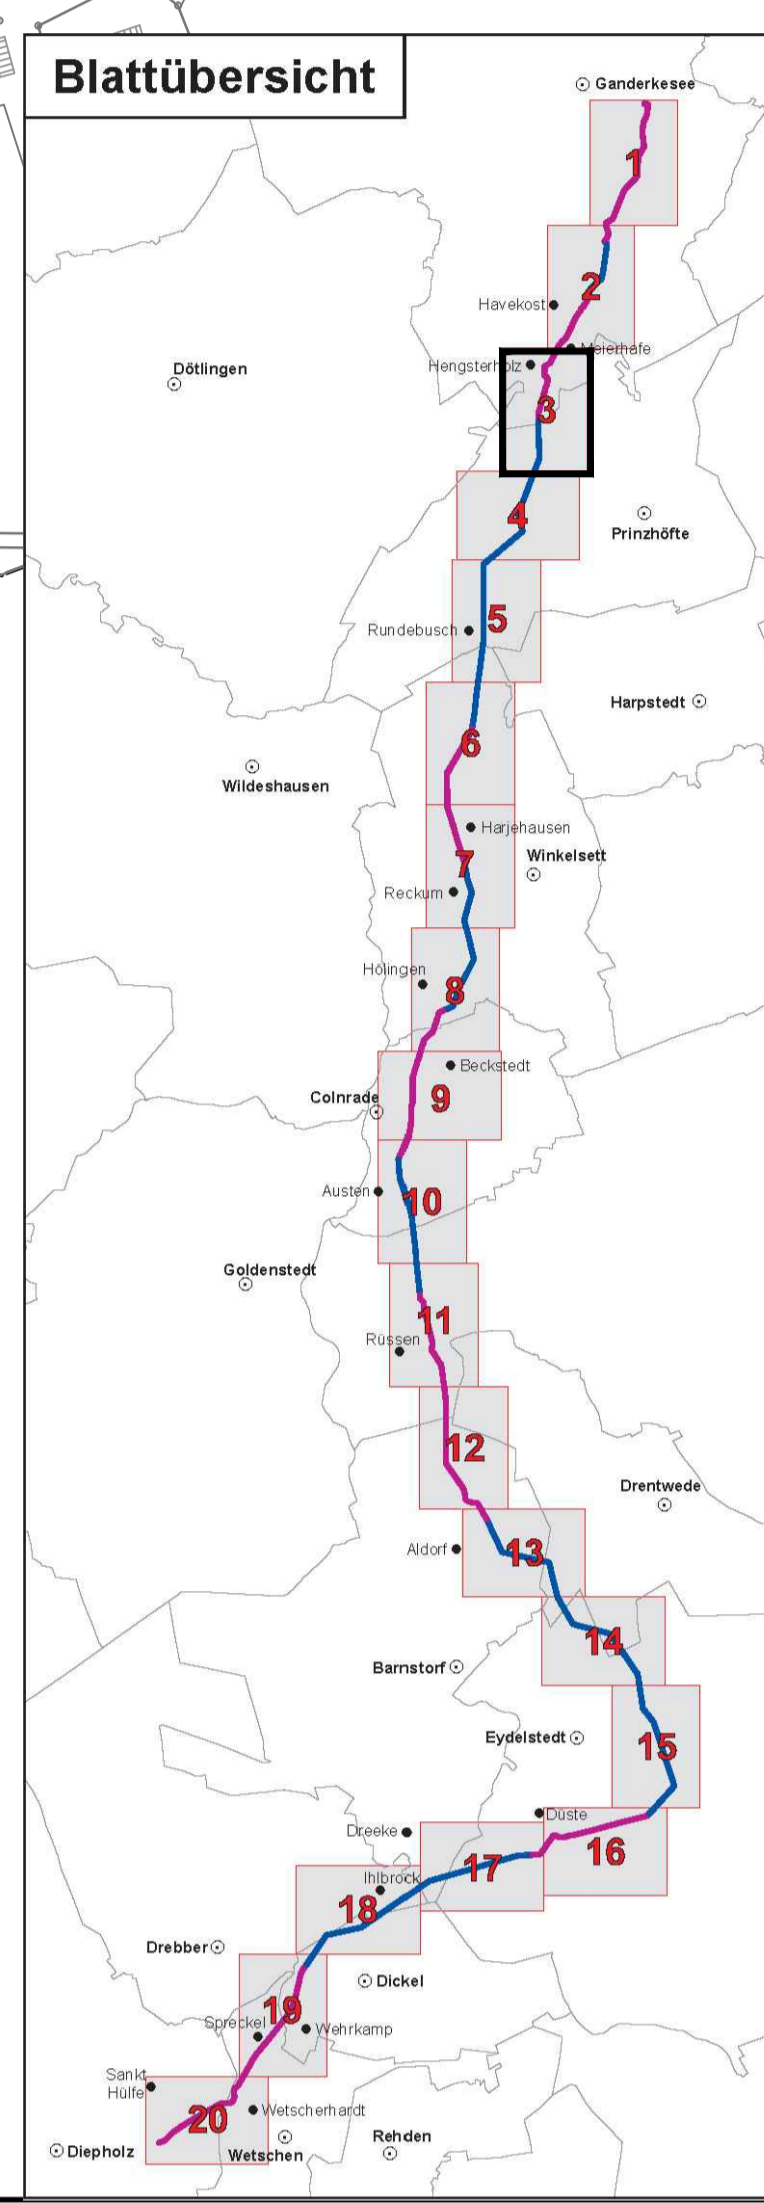 Blattübersicht
Ganderkesee
1
2
Havekost
Meierhafe
Hengsterholz
Dötlingen
3
4
Prinzhöfte
5
Rundebusch
Harpstedt
6
Wildeshausen
Harjehausen
Winkelsett
7
Reckum
Hölingen
8
Beckstedt
Colnrade
9
Austen
10
Goldenstedt
11
Rüssen
12
Drentwede
Aldorf
13
14
Barnstorf
Eydelstedt
15
Düste
Dreeke
16
17
Ihlbrock
18
Drebber
Dickel
19
Spreckel
Wehrkamp
Sankt
Hülfe
20
Wetscherhardt
Diepholz
Wetschen
Rehden